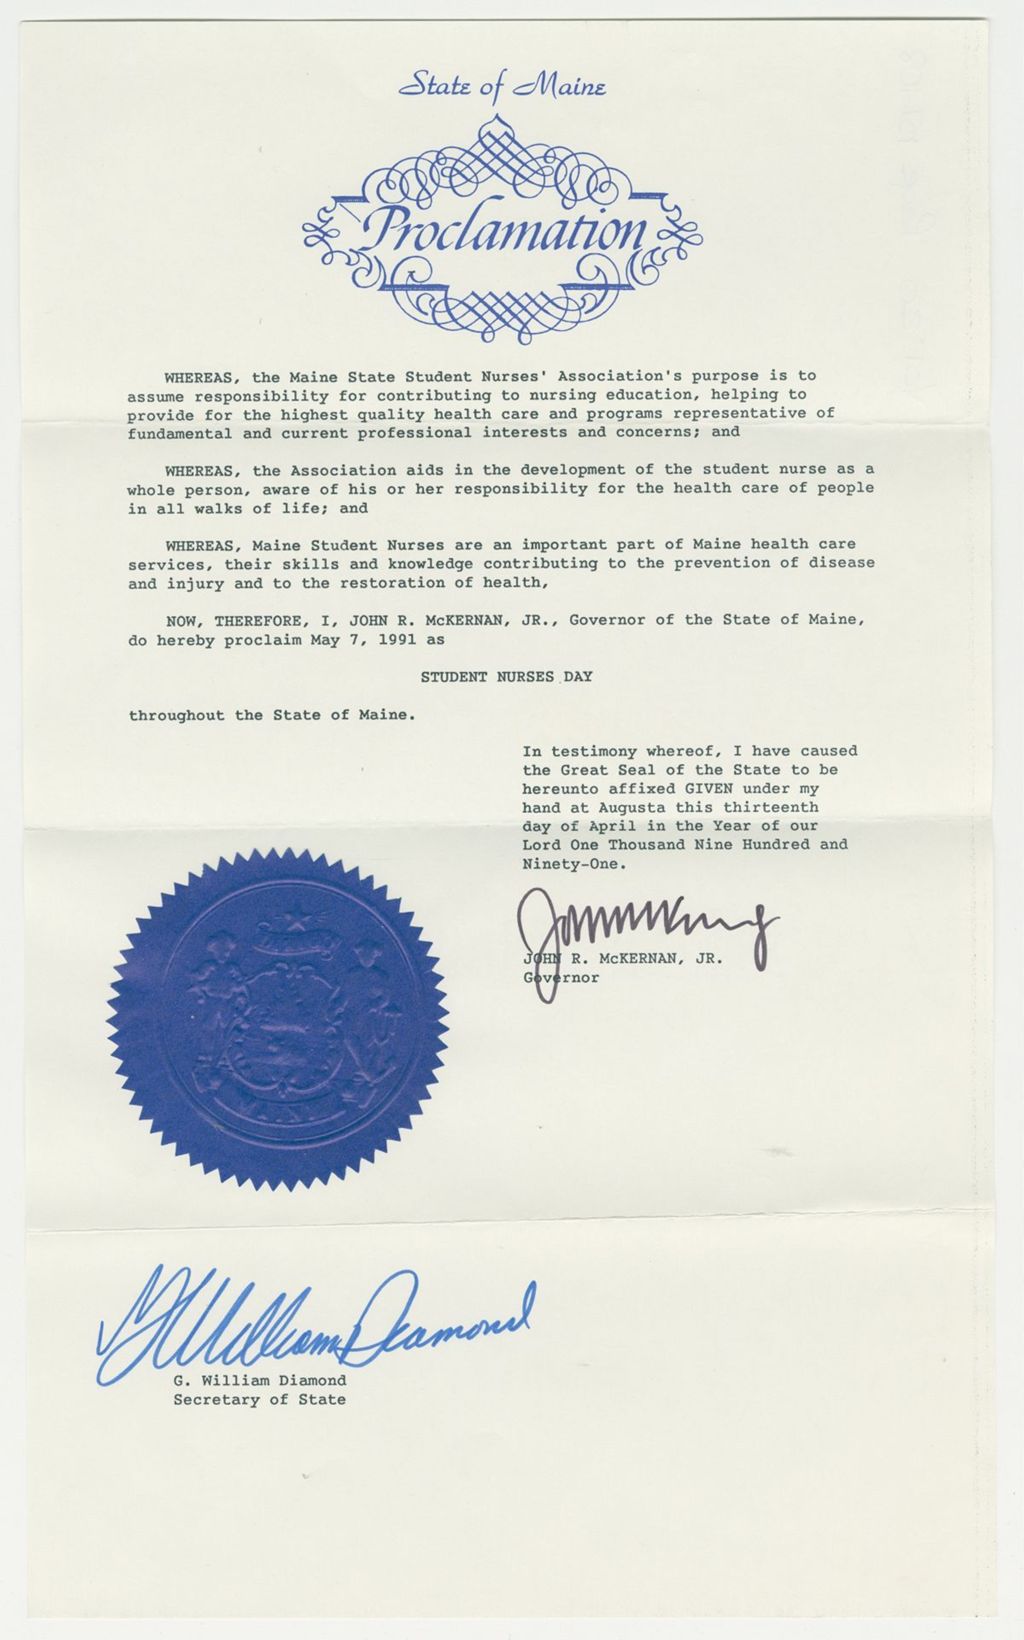 State of Maine
Proclamation
WHEREAS, the Maine State Student Nurses' Association's purpose is to
assume responsibility for contributing to nursing education, helping to
provide for the highest quality health care and programs representative of
fundamental and current professional interests and concerns; and
WHEREAS, the Association aids in the development of the student nurse as a
whole person, aware of his or her responsibility for the health care of people
in all walks of life; and
WHEREAS, Maine Student Nurses are an important part of Maine health care
services, their skills and knowledge contributing to the prevention of disease
and injury and to the restoration of health,
NOW, THEREFORE, I, JOHN R. McKERNAN, JR., Governor of the State of Maine,
do hereby proclaim May 7, 1991 as
STUDENT NURSES DAY
throughout the State of Maine.
In testimony whereof, I have caused
the Great Seal of the State to be
hereunto affixed GIVEN under my
hand at Augusta this thirteenth
day of April in the Year of our
Lord One Thousand Nine Hundred and
Ninety-One.
JOHN R. McKERNAN, JR.
Governor
G. William Diamond
G. William Diamond
Secretary of State